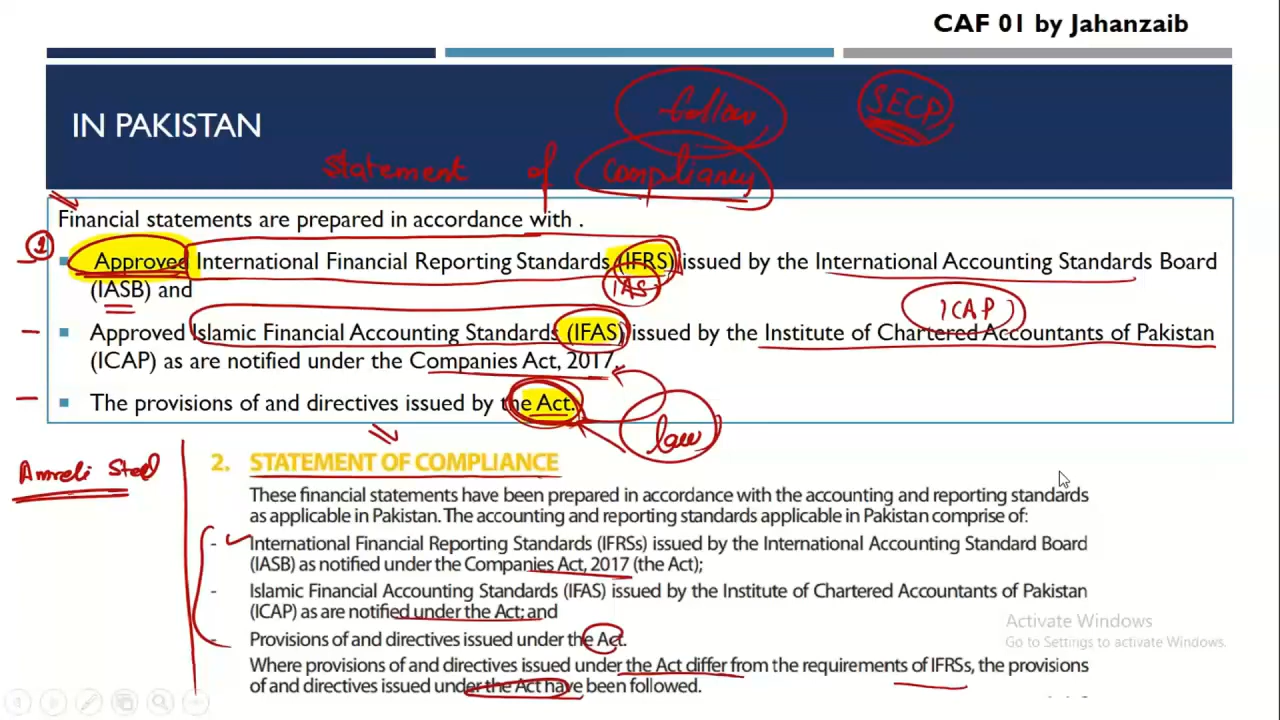 CAF 01 by Jahanzaib
follow
SECP
IN PAKISTAN
Statement of compliancy
Financial statements are prepared in accordance with .
1
Approved International Financial Reporting Standards (IFRS) issued by the International Accounting Standards Board
(IASB) and
IAS
ICAP
Approved Islamic Financial Accounting Standards (IFAS) issued by the Institute of Chartered Accountants of Pakistan
(ICAP) as are notified under the Companies Act, 2017.
The provisions of and directives issued by the Act.
law
Amreli Steel
2. STATEMENT OF COMPLIANCE
These financial statements have been prepared in accordance with the accounting and reporting standards
as applicable in Pakistan. The accounting and reporting standards applicable in Pakistan comprise of:
- International Financial Reporting Standards (IFRSs) issued by the International Accounting Standard Board
(IASB) as notified under the Companies Act, 2017 (the Act);
- Islamic Financial Accounting Standards (IFAS) issued by the Institute of Chartered Accountants of Pakistan
(ICAP) as are notified under the Act; and
- Provisions of and directives issued under the Act.
Where provisions of and directives issued under the Act differ from the requirements of IFRSs, the provisions
of and directives issued under the Act have been followed.
Activate Windows
Go to Settings to activate Windows.